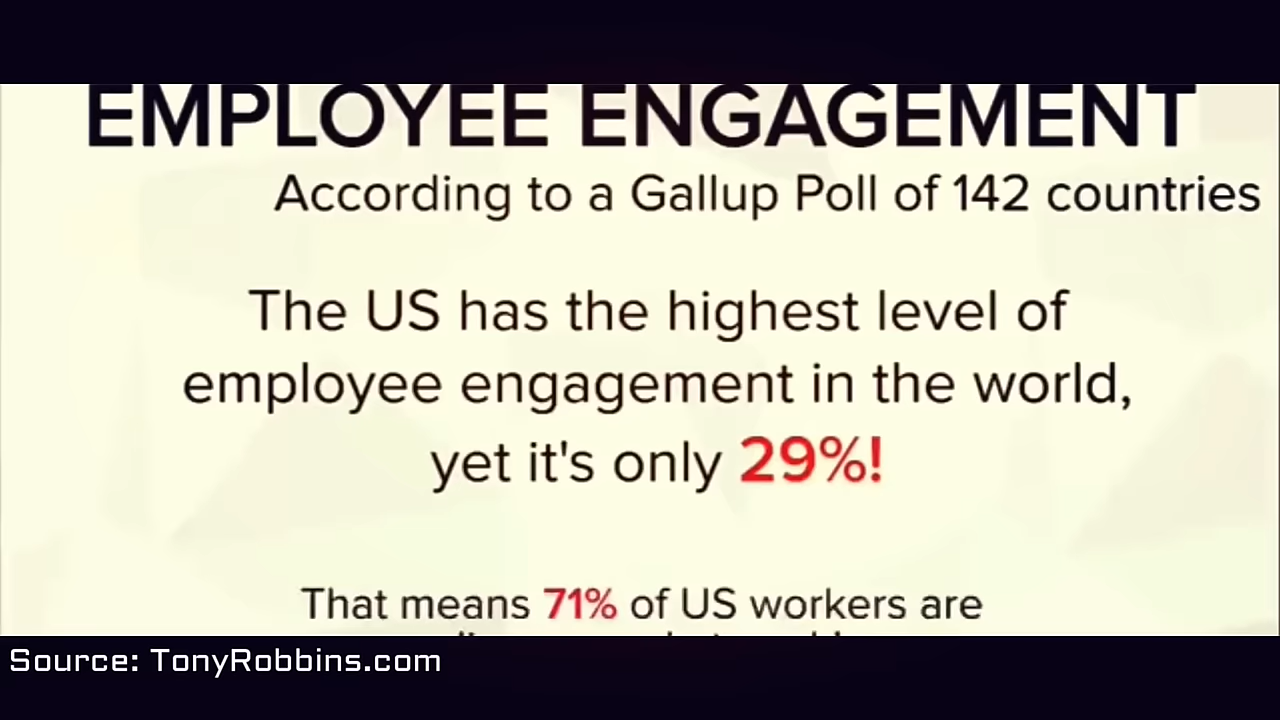 EMPLOYEE ENGAGEMENT
According to a Gallup Poll of 142 countries
The US has the highest level of
employee engagement in the world,
yet it's only 29%!
That means 71% of US workers are
Source: TonyRobbins.com